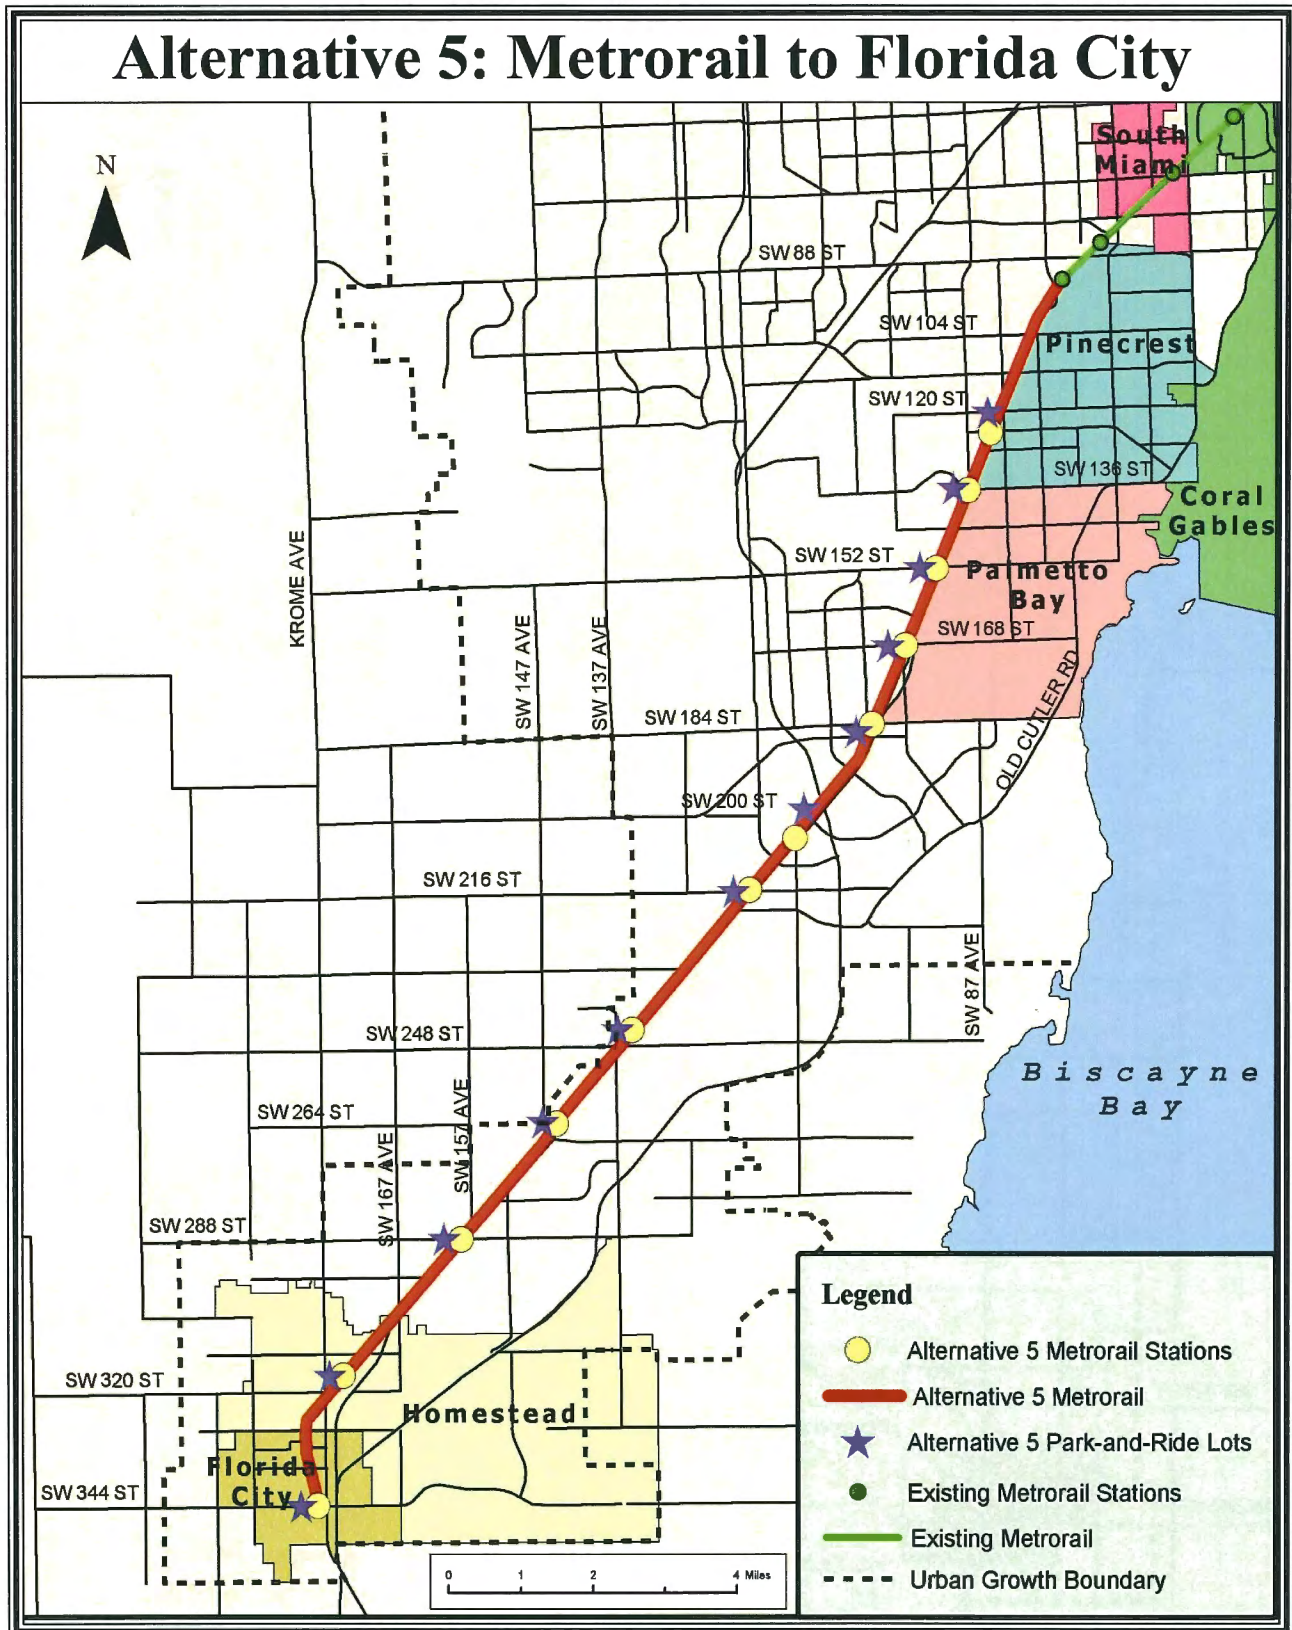 Alternative 5: Metrorail to Florida City
N
South
Miami
SW 88 ST
SW 104 ST
Pinecrest
SW 120 ST
SW 136 ST
Coral
Gables
KROME AVE
SW 152 ST
Palmetto
Bay
SW 168 ST
SW 147 AVE
SW 137 AVE
OLD CUTLER RD
SW 184 ST
SW 200 ST
SW 216 ST
SW 87 AVE
SW 248 ST
Biscayne
Bay
SW 264 ST
SW 157 AVE
SW 167 AVE
SW 288 ST
SW 320 ST
Homestead
Florida
City
SW 344 ST
0 1 2 4 Miles
Legend
Alternative 5 Metrorail Stations
Alternative 5 Metrorail
Alternative 5 Park-and-Ride Lots
Existing Metrorail Stations
Existing Metrorail
Urban Growth Boundary